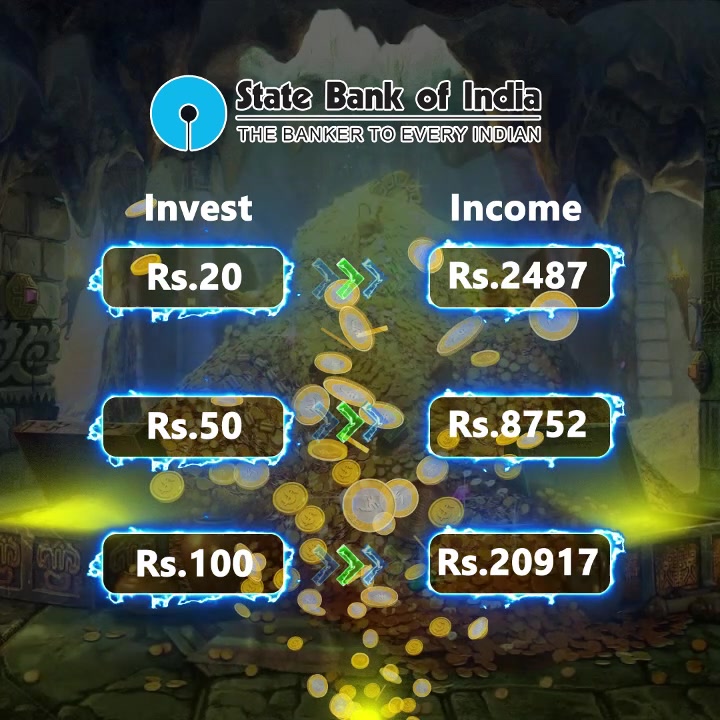 State Bank of India
THE BANKER TO EVERY INDIAN
Invest Income
Rs.20 Rs.2487
Rs.50 Rs.8752
Rs.100 Rs.20917